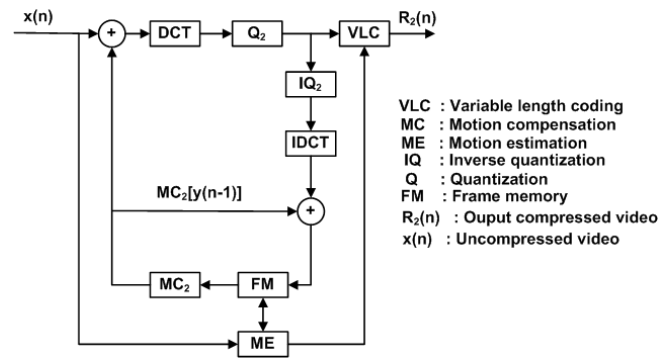 x(n)
R₂(n)
+
DCT
Q₂
VLC
IQ₂
IDCT
MC₂[y(n-1)]
+
MC₂
FM
ME
VLC : Variable length coding
MC : Motion compensation
ME : Motion estimation
IQ : Inverse quantization
Q : Quantization
FM : Frame memory
R₂(n) : Ouput compressed video
x(n) : Uncompressed video